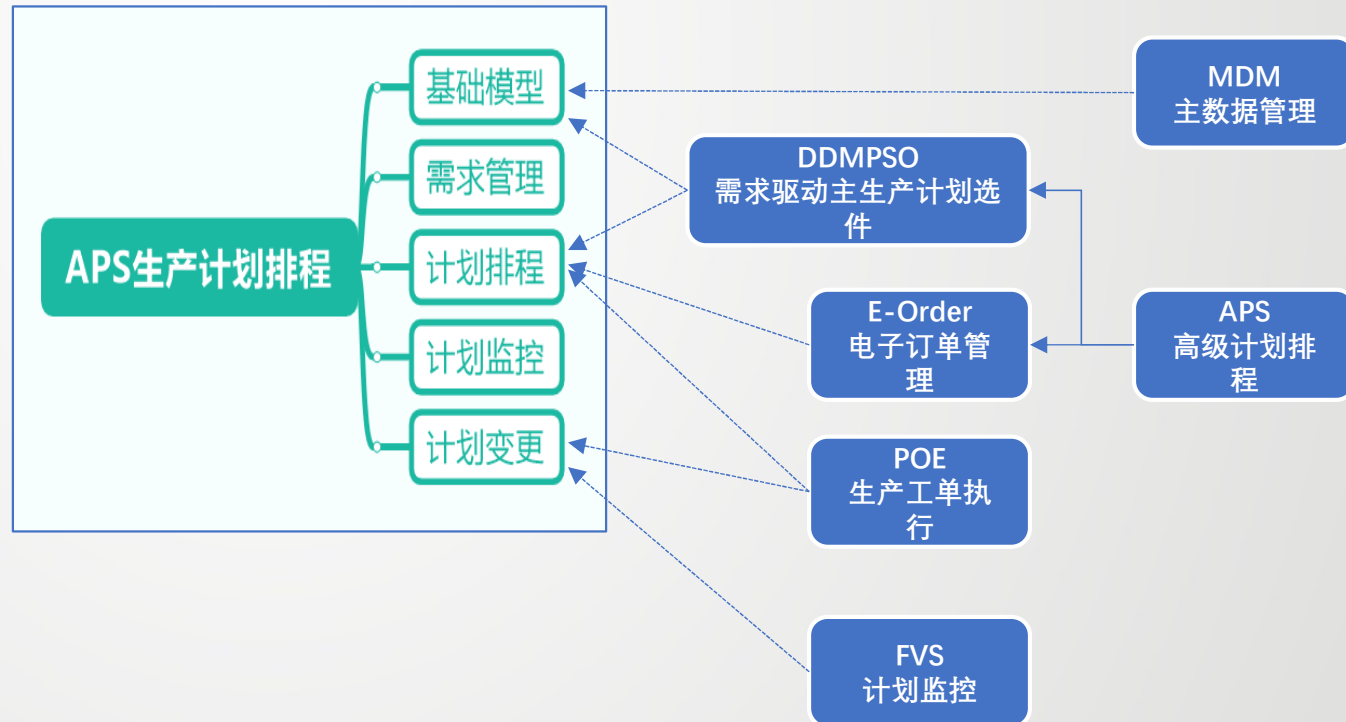 APS生产计划排程
基础模型
需求管理
计划排程
计划监控
计划变更
MDM
主数据管理
DDMPSO
需求驱动主生产计划选
件
E-Order
电子订单管
理
APS
高级计划排
程
POE
生产工单执
行
FVS
计划监控